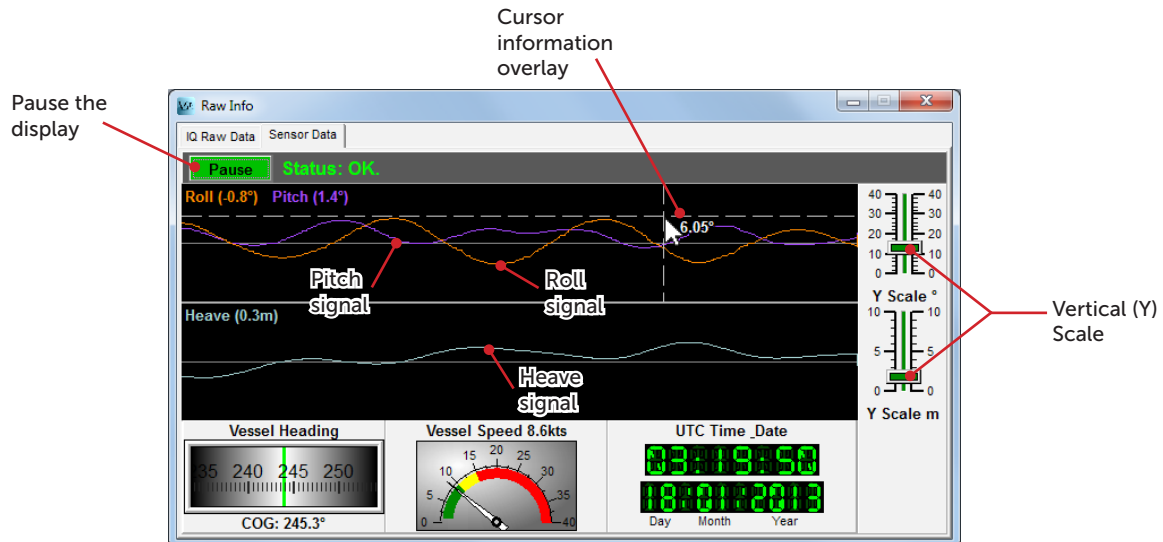 Cursor
information
overlay
Pause the
display
Raw Info
IQ Raw Data Sensor Data
Pause Status: OK.
Roll (-0.8°) Pitch (1.4°)
6.05°
40 40
30 30
20 20
10 10
0 0
Y Scale °
Pitch
signal
Roll
signal
Vertical (Y)
Scale
Heave (0.3m)
10 10
5 5
0 0
Y Scale m
Heave
signal
Vessel Heading
35 240 245 250
COG: 245.3°
Vessel Speed 8.6kts
0 5 10 15 20 25 30 35 40
UTC Time _Date
03:19:50
18:01:2013
Day Month Year